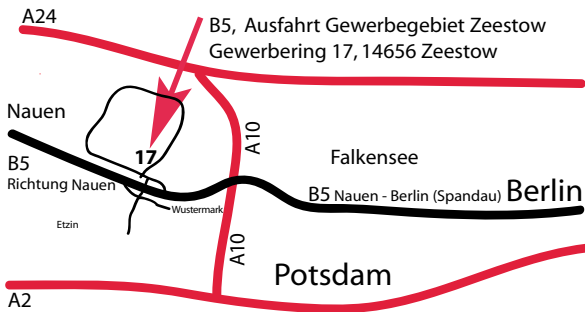 A24
B5, Ausfahrt Gewerbegebiet Zeestow
Gewerbering 17, 14656 Zeestow
Nauen
17
A10
Falkensee
B5
Richtung Nauen
B5 Nauen - Berlin (Spandau) Berlin
Wustermark
Etzin
A10
Potsdam
A2